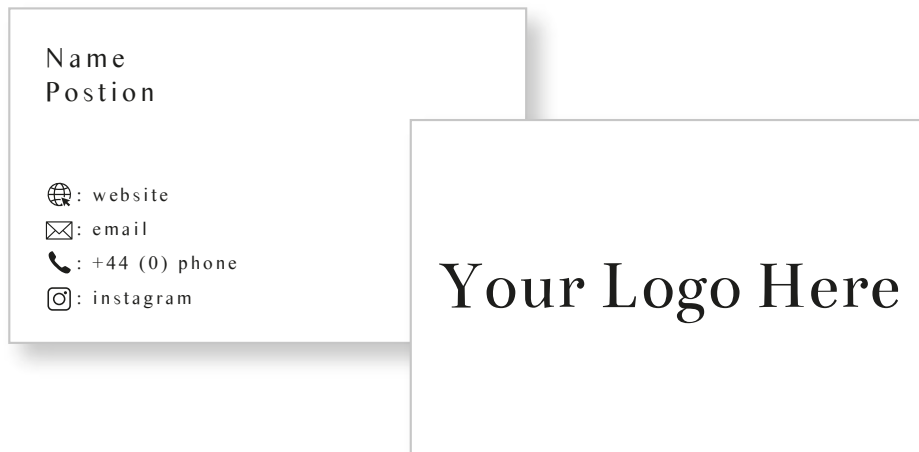 Name
Postion
: website
: email
: +44 (0) phone
: instagram
Your Logo Here